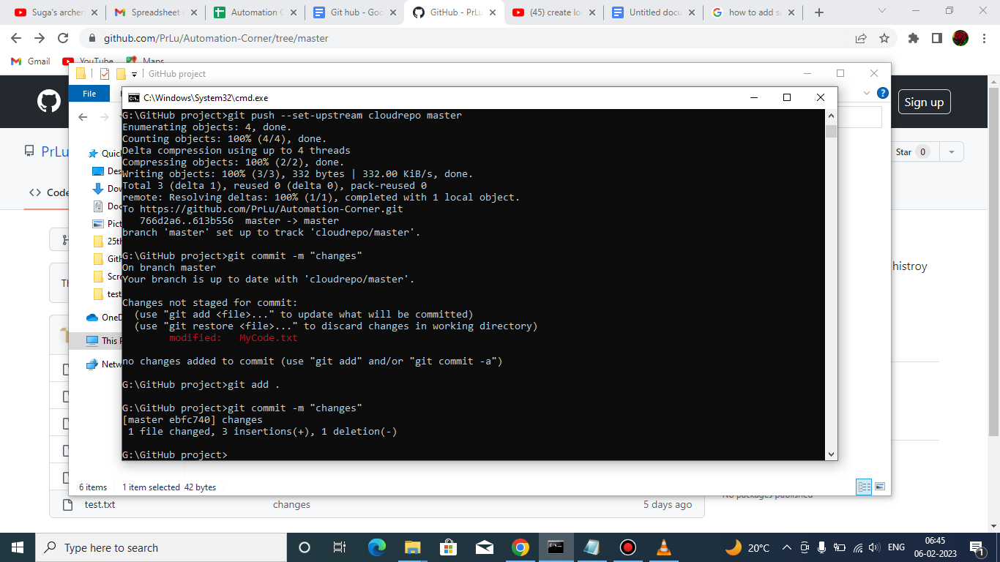 Suga's archer
Spreadsheet s
Automation C
Git hub - Goo
GitHub - PrLu
(45) create lo
Untitled docu
how to add s
github.com/PrLu/Automation-Corner/tree/master
Gmail
YouTube
Maps
GitHub project
File
C:\Windows\System32\cmd.exe
Sign up
PrLu
Star 0
Code
Quick
Des
Dow
Doc
Pict
25th
GitH
Scre
test
OneD
This P
Netw
histroy
G:\GitHub project>git push --set-upstream cloudrepo master
Enumerating objects: 4, done.
Counting objects: 100% (4/4), done.
Delta compression using up to 4 threads
Compressing objects: 100% (2/2), done.
Writing objects: 100% (3/3), 332 bytes | 332.00 KiB/s, done.
Total 3 (delta 1), reused 0 (delta 0), pack-reused 0
remote: Resolving deltas: 100% (1/1), completed with 1 local object.
To https://github.com/PrLu/Automation-Corner.git
766d2a6..613b556 master -> master
branch 'master' set up to track 'cloudrepo/master'.
G:\GitHub project>git commit -m "changes"
On branch master
Your branch is up to date with 'cloudrepo/master'.
Changes not staged for commit:
(use "git add <file>..." to update what will be committed)
(use "git restore <file>..." to discard changes in working directory)
modified: MyCode.txt
no changes added to commit (use "git add" and/or "git commit -a")
G:\GitHub project>git add .
G:\GitHub project>git commit -m "changes"
[master ebfc740] changes
1 file changed, 3 insertions(+), 1 deletion(-)
G:\GitHub project>
6 items 1 item selected 42 bytes
No packages published
test.txt changes 5 days ago
Type here to search
20°C
ENG
06:45
06-02-2023
1